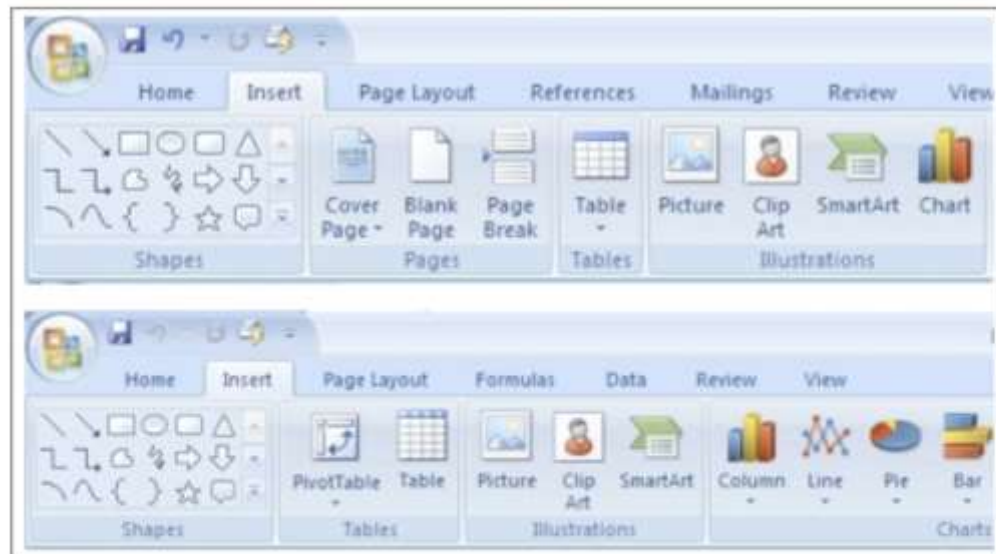 Home Insert Page Layout References Mailings Review View
Cover Page Blank Page Page Break Table Picture Clip Art SmartArt Chart
Shapes Pages Tables Illustrations
Home Insert Page Layout Formulas Data Review View
PivotTable Table Picture Clip Art SmartArt Column Line Pie Bar
Shapes Tables Illustrations Charts